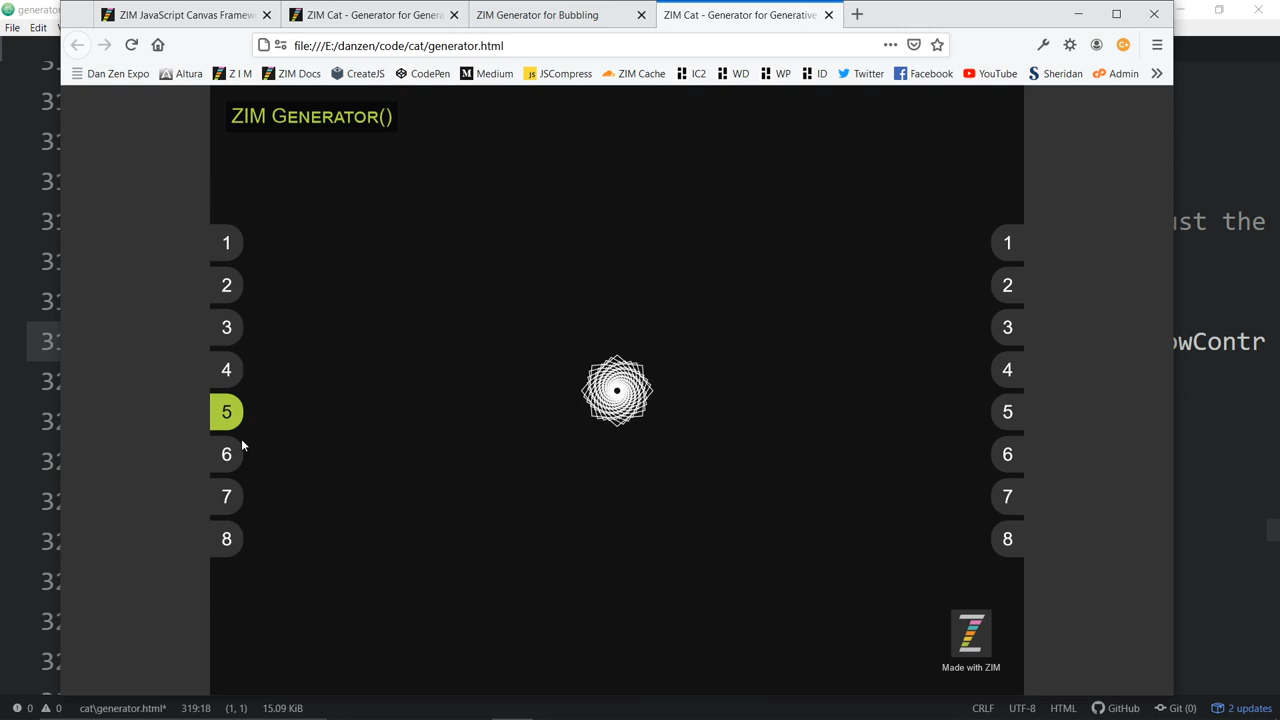 generator
ZIM JavaScript Canvas Framew
ZIM Cat - Generator for Genera
ZIM Generator for Bubbling
ZIM Cat - Generator for Generative
File Edit
file:///E:/danzen/code/cat/generator.html
Dan Zen Expo
Altura
Z I M
ZIM Docs
CreateJS
CodePen
Medium
JSCompress
ZIM Cache
IC2
WD
WP
ID
Twitter
Facebook
YouTube
Sheridan
Admin
ZIM GENERATOR()
1
2
3
4
5
6
7
8
1
2
3
4
5
6
7
8
ust the
owContr
Made with ZIM
0 0 cat\generator.html* 319:18 (1, 1) 15.09 KiB CRLF UTF-8 HTML GitHub Git (0) 2 updates